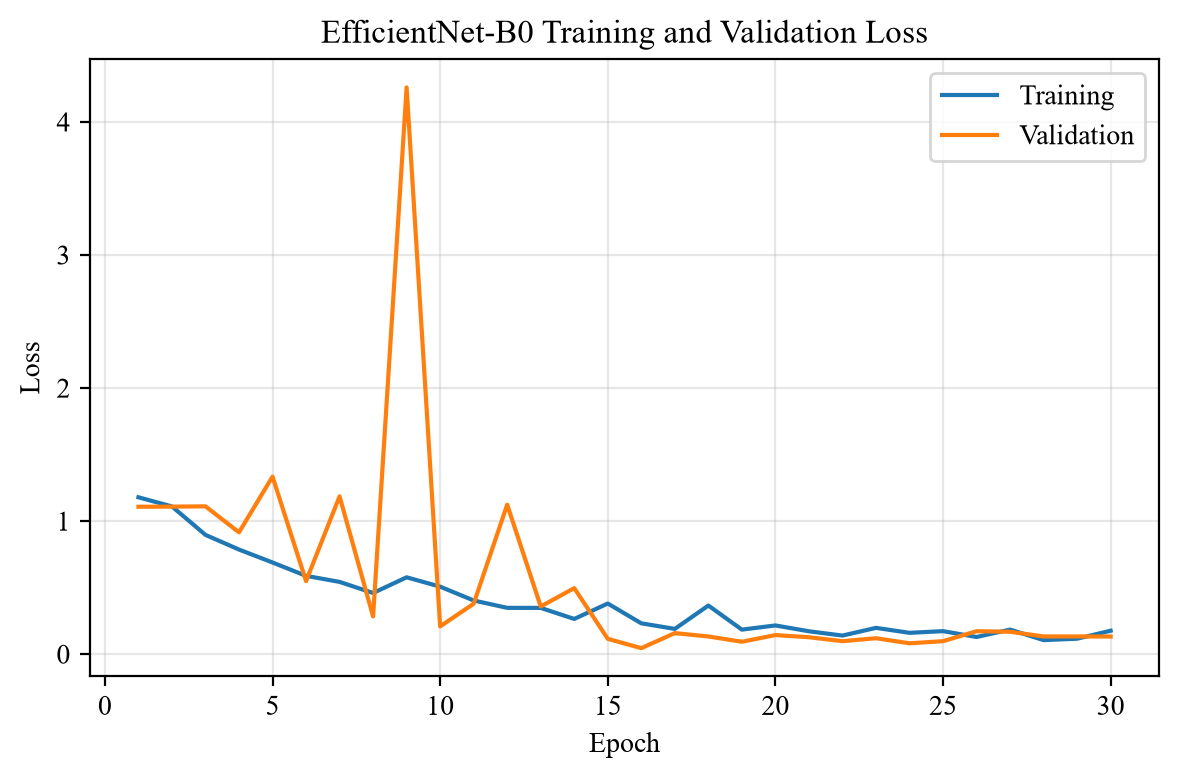 EfficientNet-B0 Training and Validation Loss
Training
Validation
4
3
2
1
0
Loss
0 5 10 15 20 25 30
Epoch